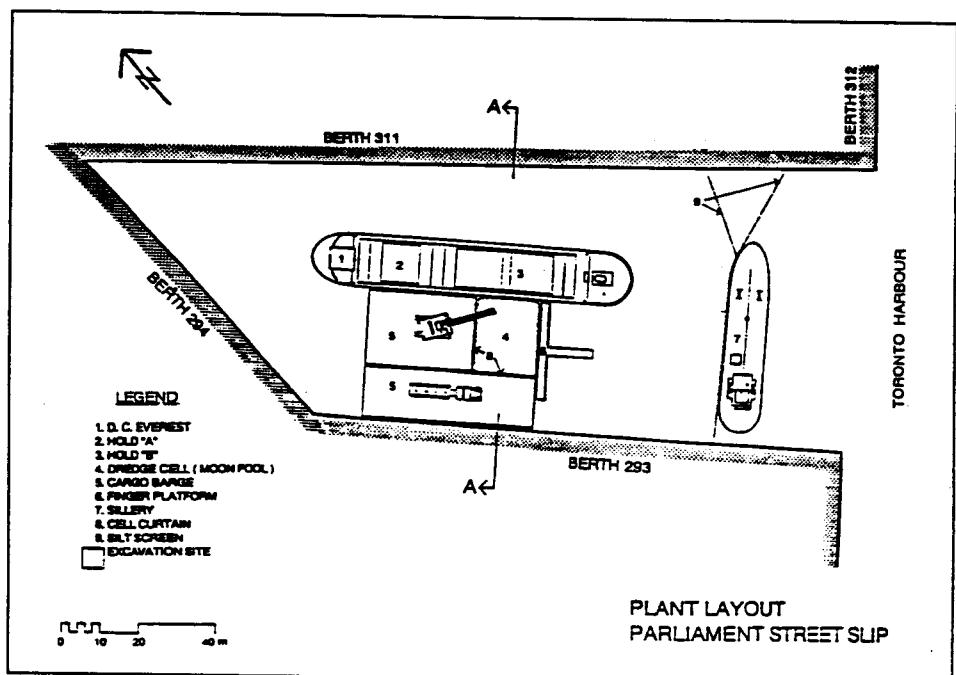 N
A
BERTH 311
BERTH 312
9
1
2
3
BERTH 294
TORONTO HARBOUR
5
4
7
8
5
BERTH 293
A
LEGEND
1. D. C. EVEREST
2. HOLD "A"
3. HOLD "B"
4. DREDGE CELL ( MOON POOL )
5. CARGO BARGE
6. FINGER PLATFORM
7. SILLERY
8. CELL CURTAIN
9. SILT SCREEN
EXCAVATION SITE
0 10 20 40 m
PLANT LAYOUT
PARLIAMENT STREET SLIP